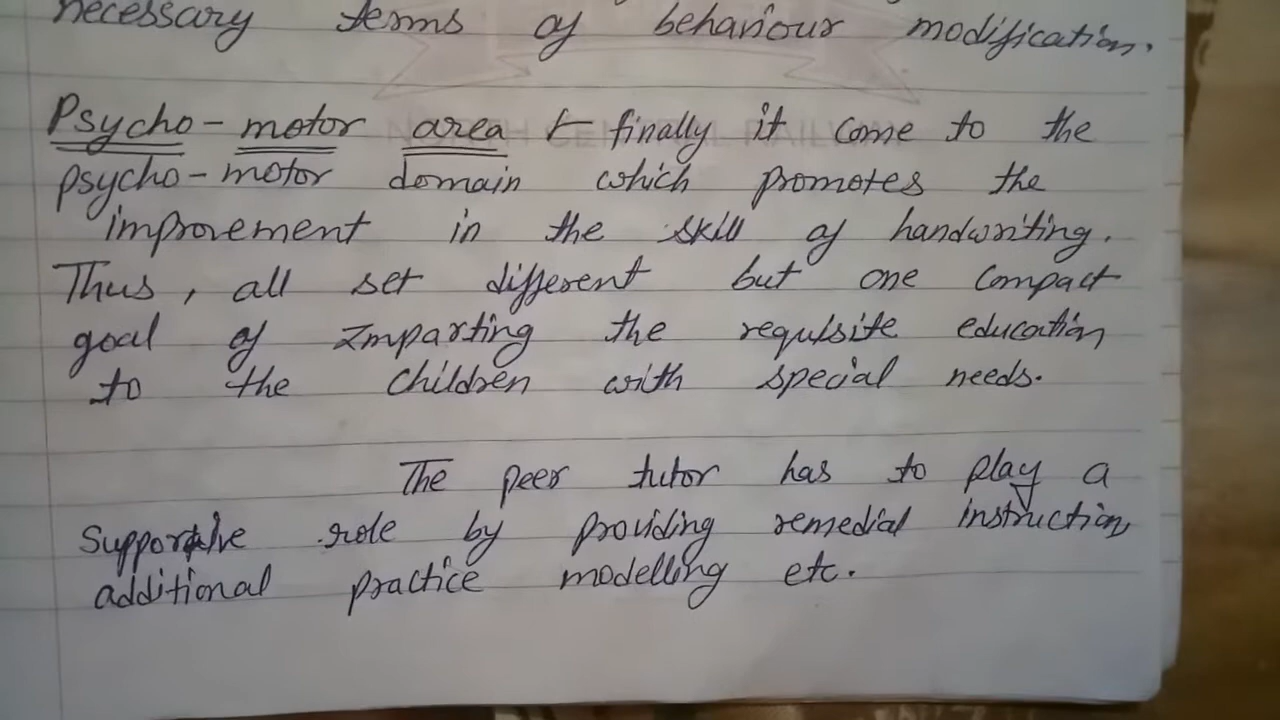 necessary terms of behaviour modification.
Psycho-motor area :- finally it come to the
psycho-motor domain which promotes the
improvement in the skill of handwriting.
Thus, all set different but one compact
goal of Imparting the requisite education
to the children with special needs.
The peer tutor has to play a
supportive role by providing remedial instruction,
additional practice modelling etc.